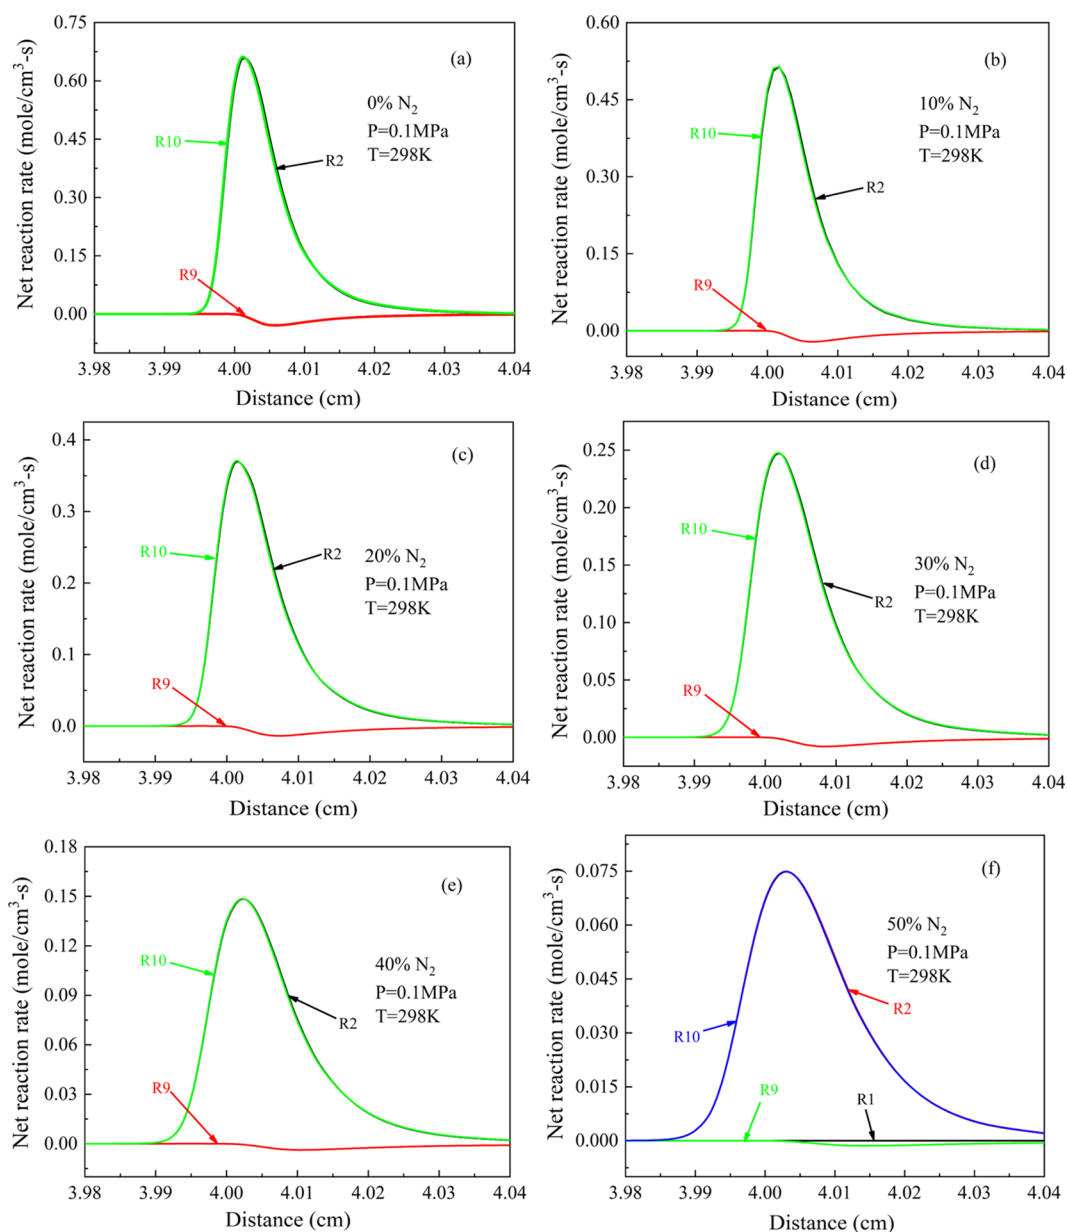 Net reaction rate (mole/cm³-s)
0.75
0.60
0.45
0.30
0.15
0.00
(a)
0% N₂
P=0.1MPa
T=298K
R10
R2
R9
3.98 3.99 4.00 4.01 4.02 4.03 4.04
Distance (cm)
Net reaction rate (mole/cm³-s)
0.60
0.45
0.30
0.15
0.00
(b)
10% N₂
P=0.1MPa
T=298K
R10
R2
R9
3.98 3.99 4.00 4.01 4.02 4.03 4.04
Distance (cm)
Net reaction rate (mole/cm³-s)
0.4
0.3
0.2
0.1
0.0
(c)
R10
R2
20% N₂
P=0.1MPa
T=298K
R9
3.98 3.99 4.00 4.01 4.02 4.03 4.04
Distance (cm)
Net reaction rate (mole/cm³-s)
0.25
0.20
0.15
0.10
0.05
0.00
(d)
R10
30% N₂
P=0.1MPa
T=298K
R2
R9
3.98 3.99 4.00 4.01 4.02 4.03 4.04
Distance (cm)
Net reaction rate (mole/cm³-s)
0.18
0.15
0.12
0.09
0.06
0.03
0.00
(e)
R10
40% N₂
P=0.1MPa
T=298K
R2
R9
3.98 3.99 4.00 4.01 4.02 4.03 4.04
Distance (cm)
Net reaction rate (mole/cm³-s)
0.075
0.060
0.045
0.030
0.015
0.000
(f)
50% N₂
P=0.1MPa
T=298K
R2
R10
R9
R1
3.98 3.99 4.00 4.01 4.02 4.03 4.04
Distance (cm)